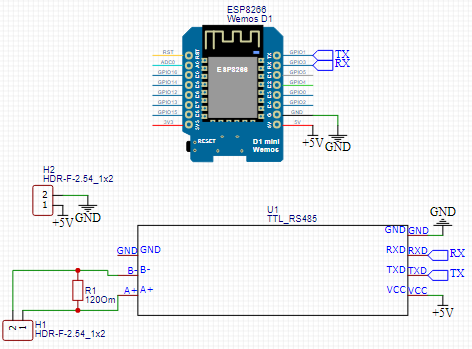 ESP8266
Wemos D1
RST
ADC0
GPIO16
GPIO14
GPIO12
GPIO13
GPIO15
3V3
ESP8266
RESET
D1 mini
Wemos
GPIO1
GPIO3
GPIO5
GPIO4
GPIO0
GPIO2
GND
5V
TX
RX
+5V
GND
H2
HDR-F-2.54_1x2
2
1
GND
+5V
U1
TTL_RS485
GND
GND GND
GND GND
RXD RXD
RX
B- B-
TXD TXD
TX
A+ A+
VCC VCC
+5V
R1
120Om
2 1
H1
HDR-F-2.54_1x2